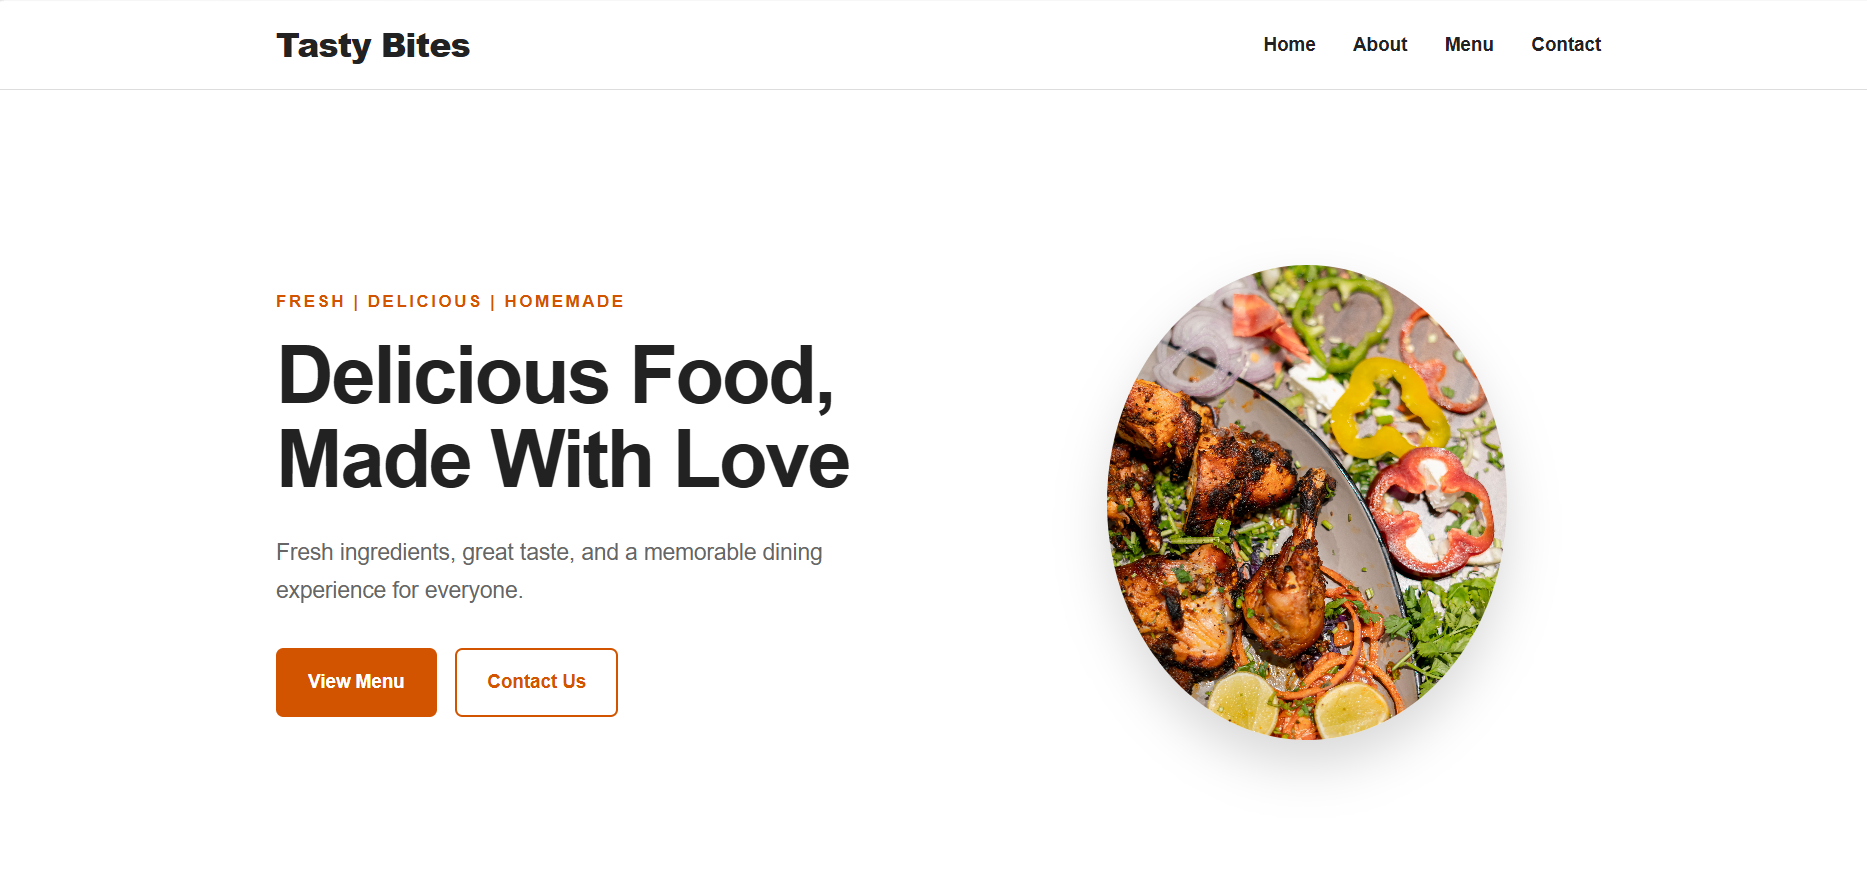 Tasty Bites
Home About Menu Contact
FRESH | DELICIOUS | HOMEMADE
Delicious Food,
Made With Love
Fresh ingredients, great taste, and a memorable dining
experience for everyone.
View Menu
Contact Us